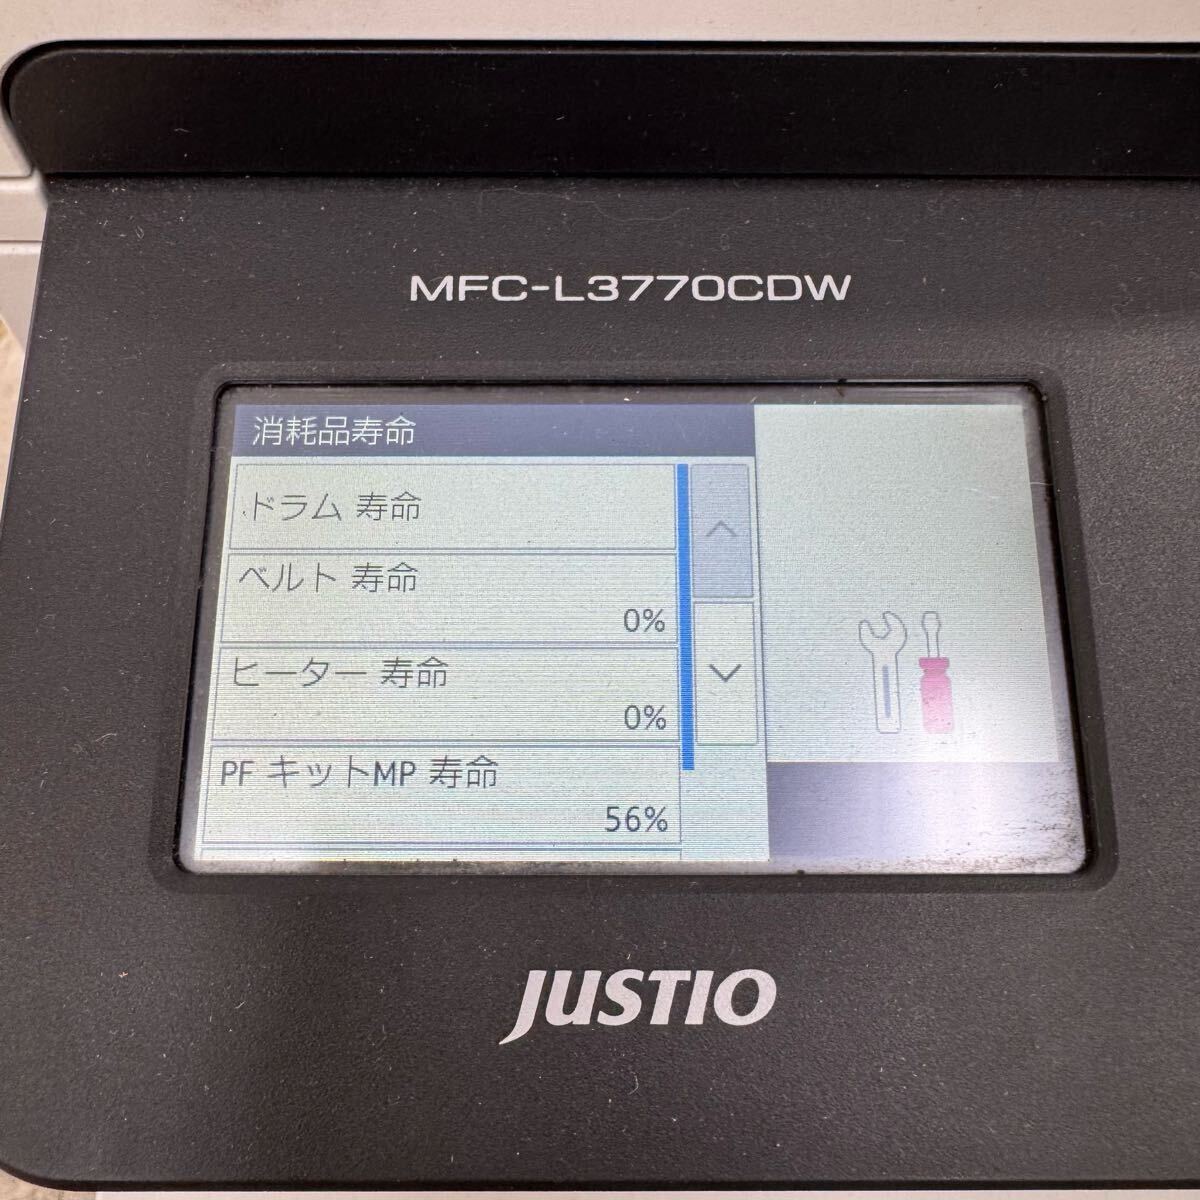 MFC-L3770CDW
消耗品寿命
ドラム 寿命
ベルト 寿命
0%
ヒーター 寿命
0%
PF キットMP 寿命
56%
JUSTIO